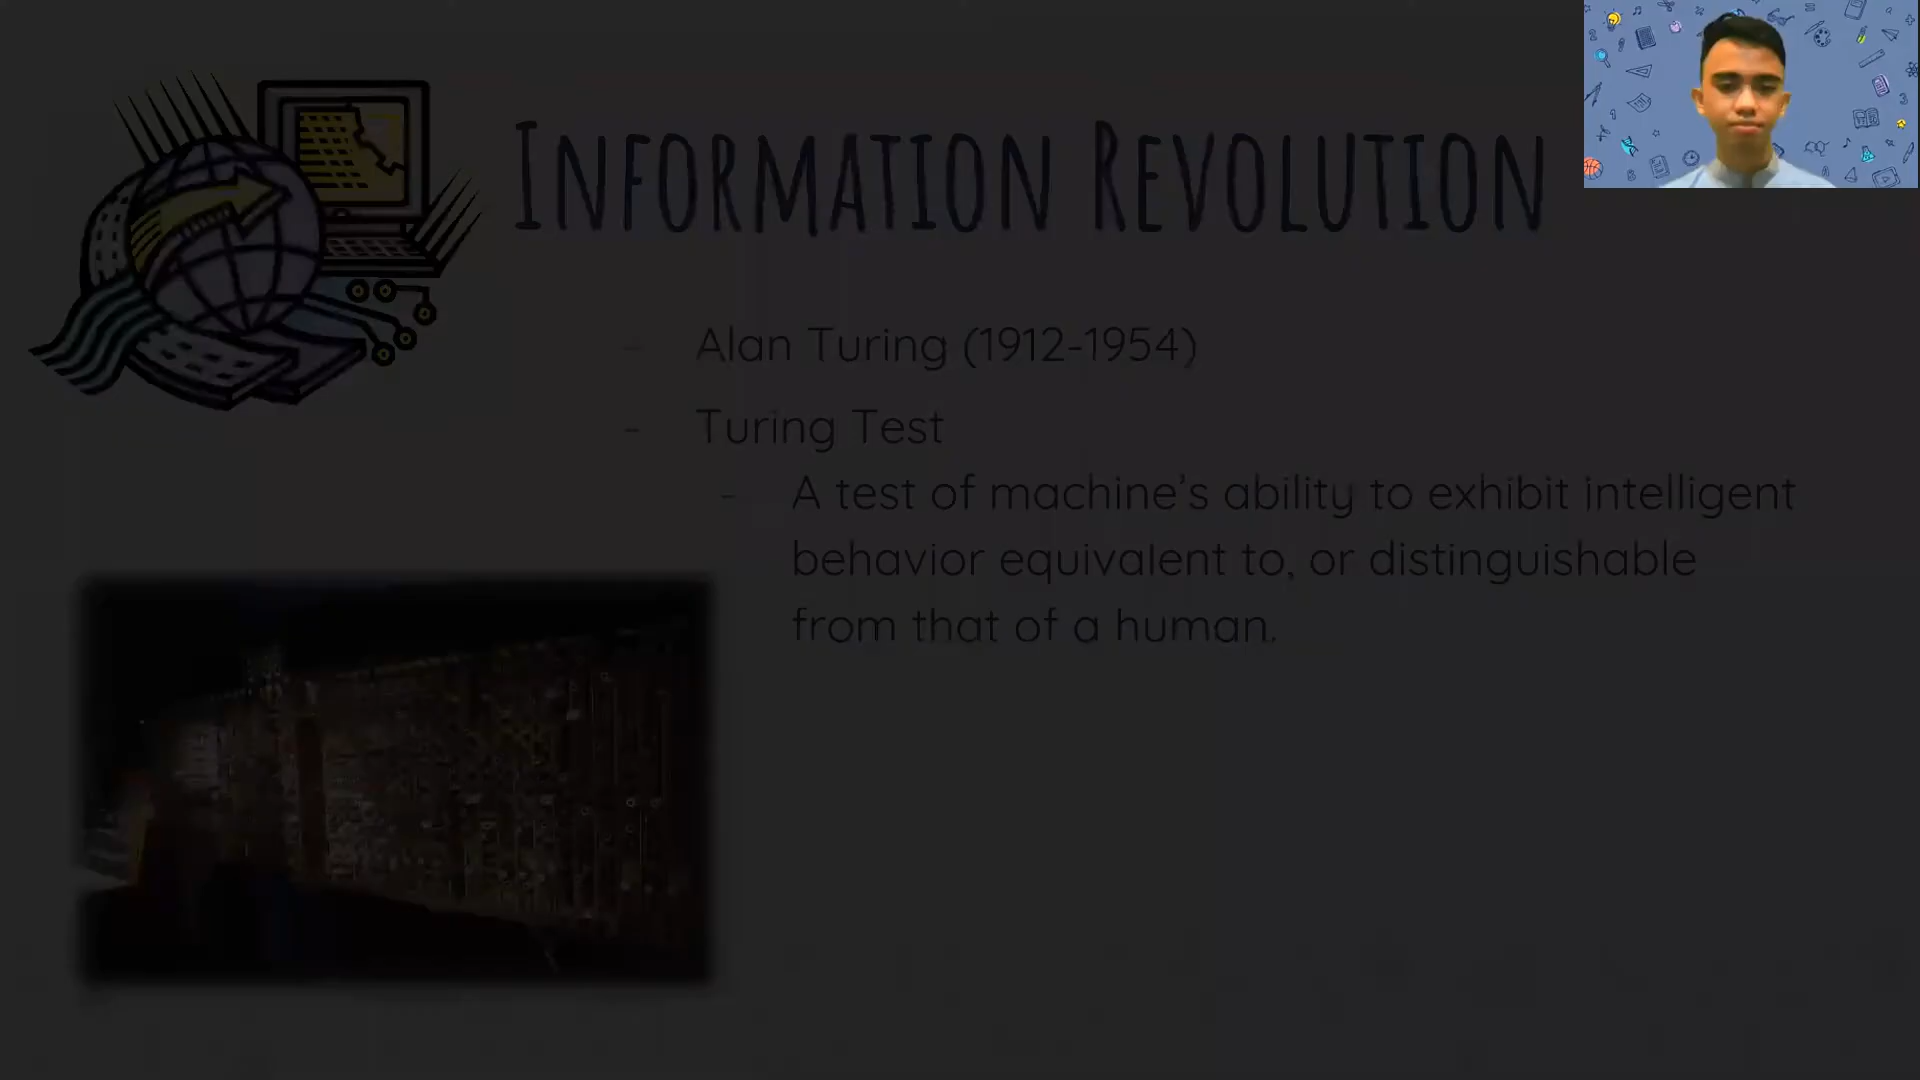 INFORMATION REVOLUTION
- Alan Turing (1912-1954)
- Turing Test
- A test of machine’s ability to exhibit intelligent
behavior equivalent to, or distinguishable
from that of a human.